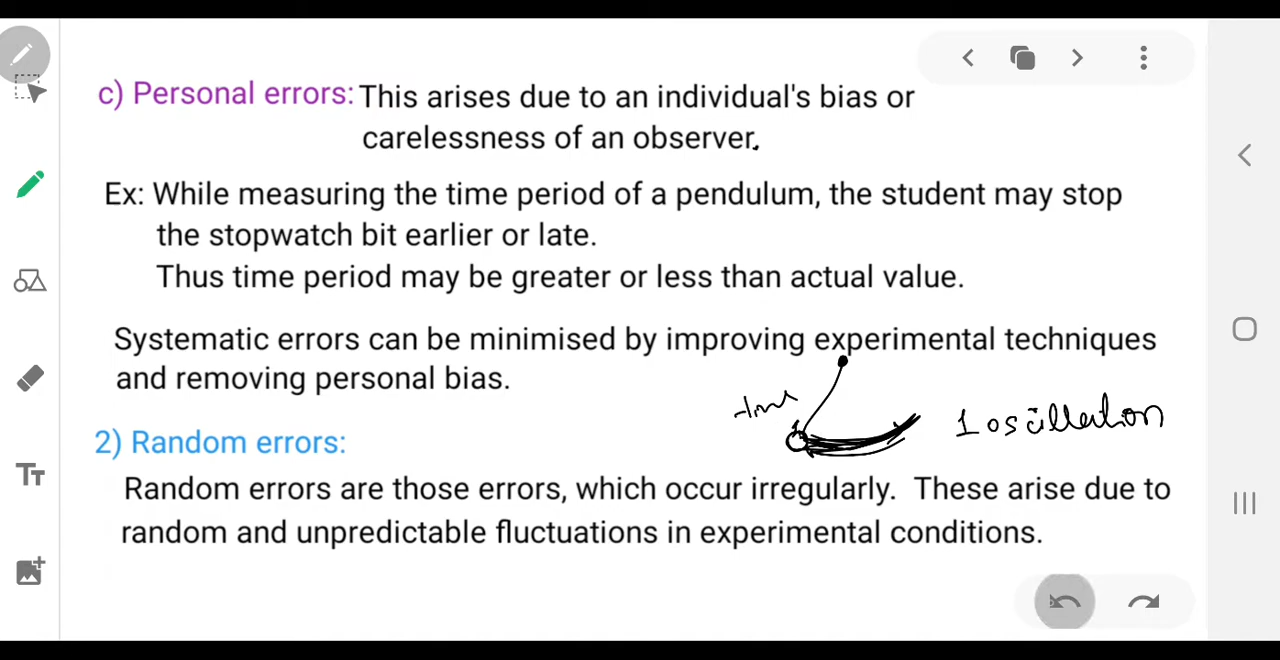 c) Personal errors: This arises due to an individual's bias or
carelessness of an observer.
Ex: While measuring the time period of a pendulum, the student may stop
the stopwatch bit earlier or late.
Thus time period may be greater or less than actual value.
Systematic errors can be minimised by improving experimental techniques
and removing personal bias.
time
1 oscillation
2) Random errors:
Random errors are those errors, which occur irregularly. These arise due to
random and unpredictable fluctuations in experimental conditions.
TT